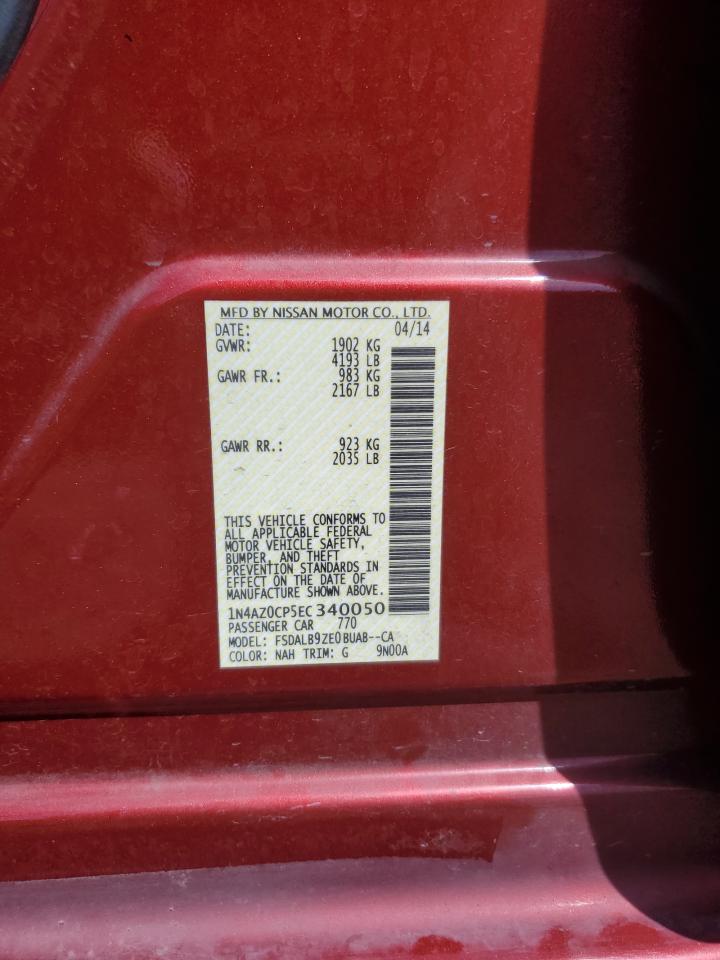 MFD BY NISSAN MOTOR CO., LTD.
DATE: 04/14
GVWR: 1902 KG
4193 LB
GAWR FR.: 983 KG
2167 LB
GAWR RR.: 923 KG
2035 LB
THIS VEHICLE CONFORMS TO
ALL APPLICABLE FEDERAL
MOTOR VEHICLE SAFETY,
BUMPER, AND THEFT
PREVENTION STANDARDS IN
EFFECT ON THE DATE OF
MANUFACTURE SHOWN ABOVE.
1N4AZ0CP5EC340050
PASSENGER CAR 770
MODEL: FSDALB9ZE0BUAB--CA
COLOR: NAH TRIM: G 9N00A